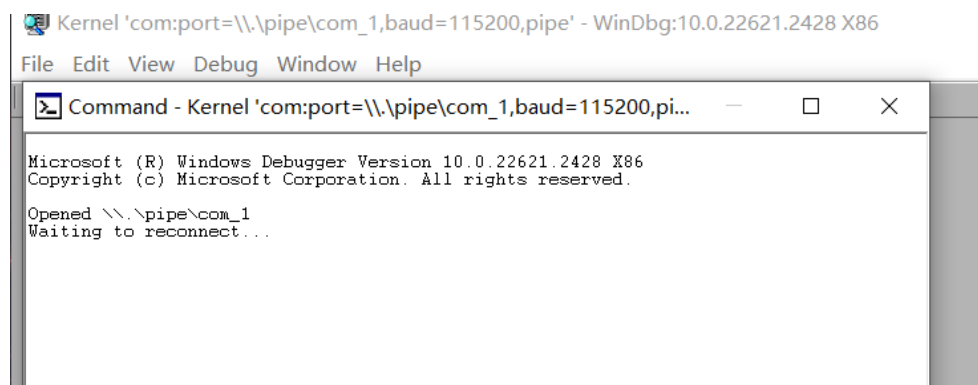 Kernel 'com:port=\\.\pipe\com_1,baud=115200,pipe' - WinDbg:10.0.22621.2428 X86
File Edit View Debug Window Help
Command - Kernel 'com:port=\\.\pipe\com_1,baud=115200,pi...
Microsoft (R) Windows Debugger Version 10.0.22621.2428 X86
Copyright (c) Microsoft Corporation. All rights reserved.
Opened \\.\pipe\com_1
Waiting to reconnect...